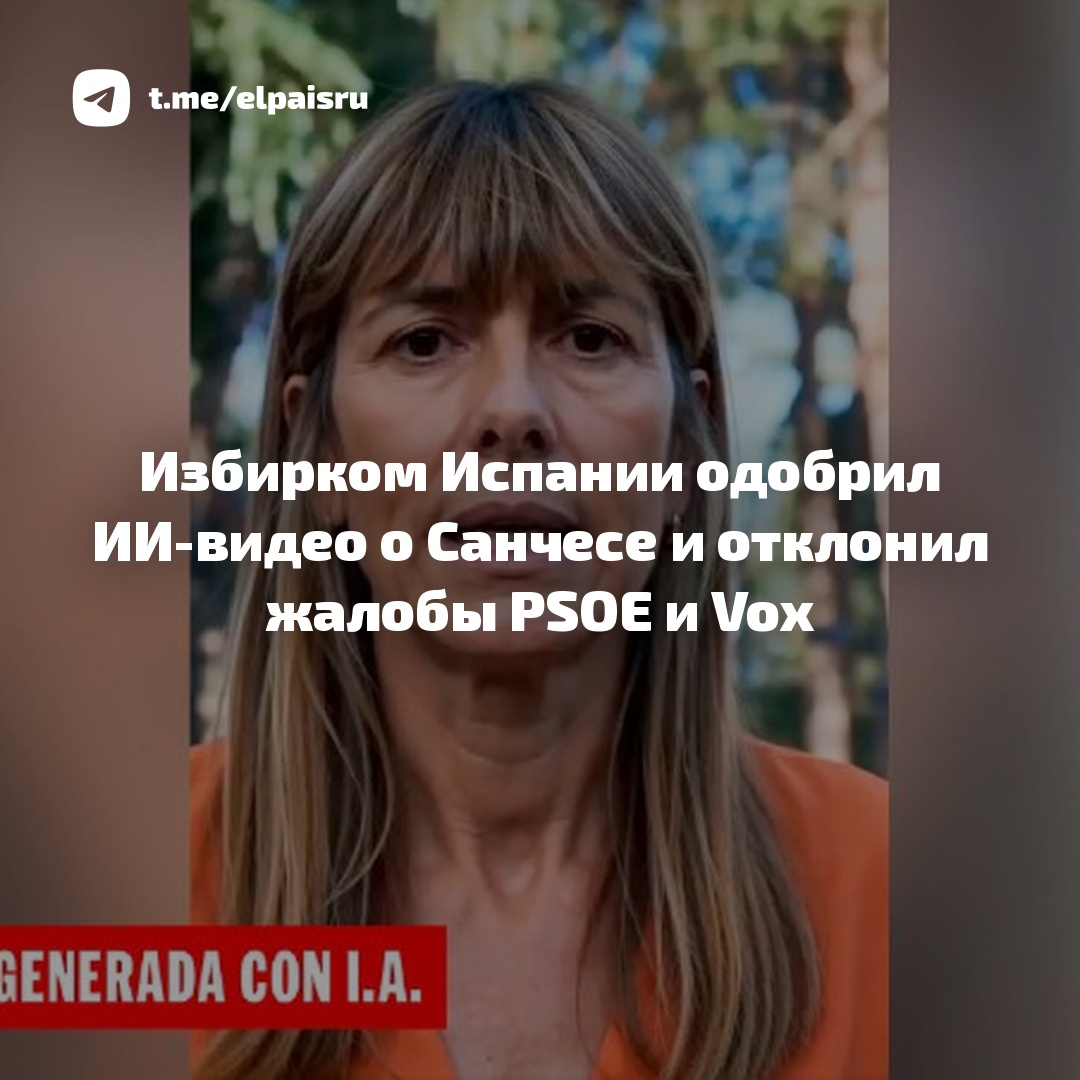 t.me/elpaisru
Избирком Испании одобрил
ИИ-видео о Санчесе и отклонил
жалобы PSOE и Vox
GENERADA CON I.A.